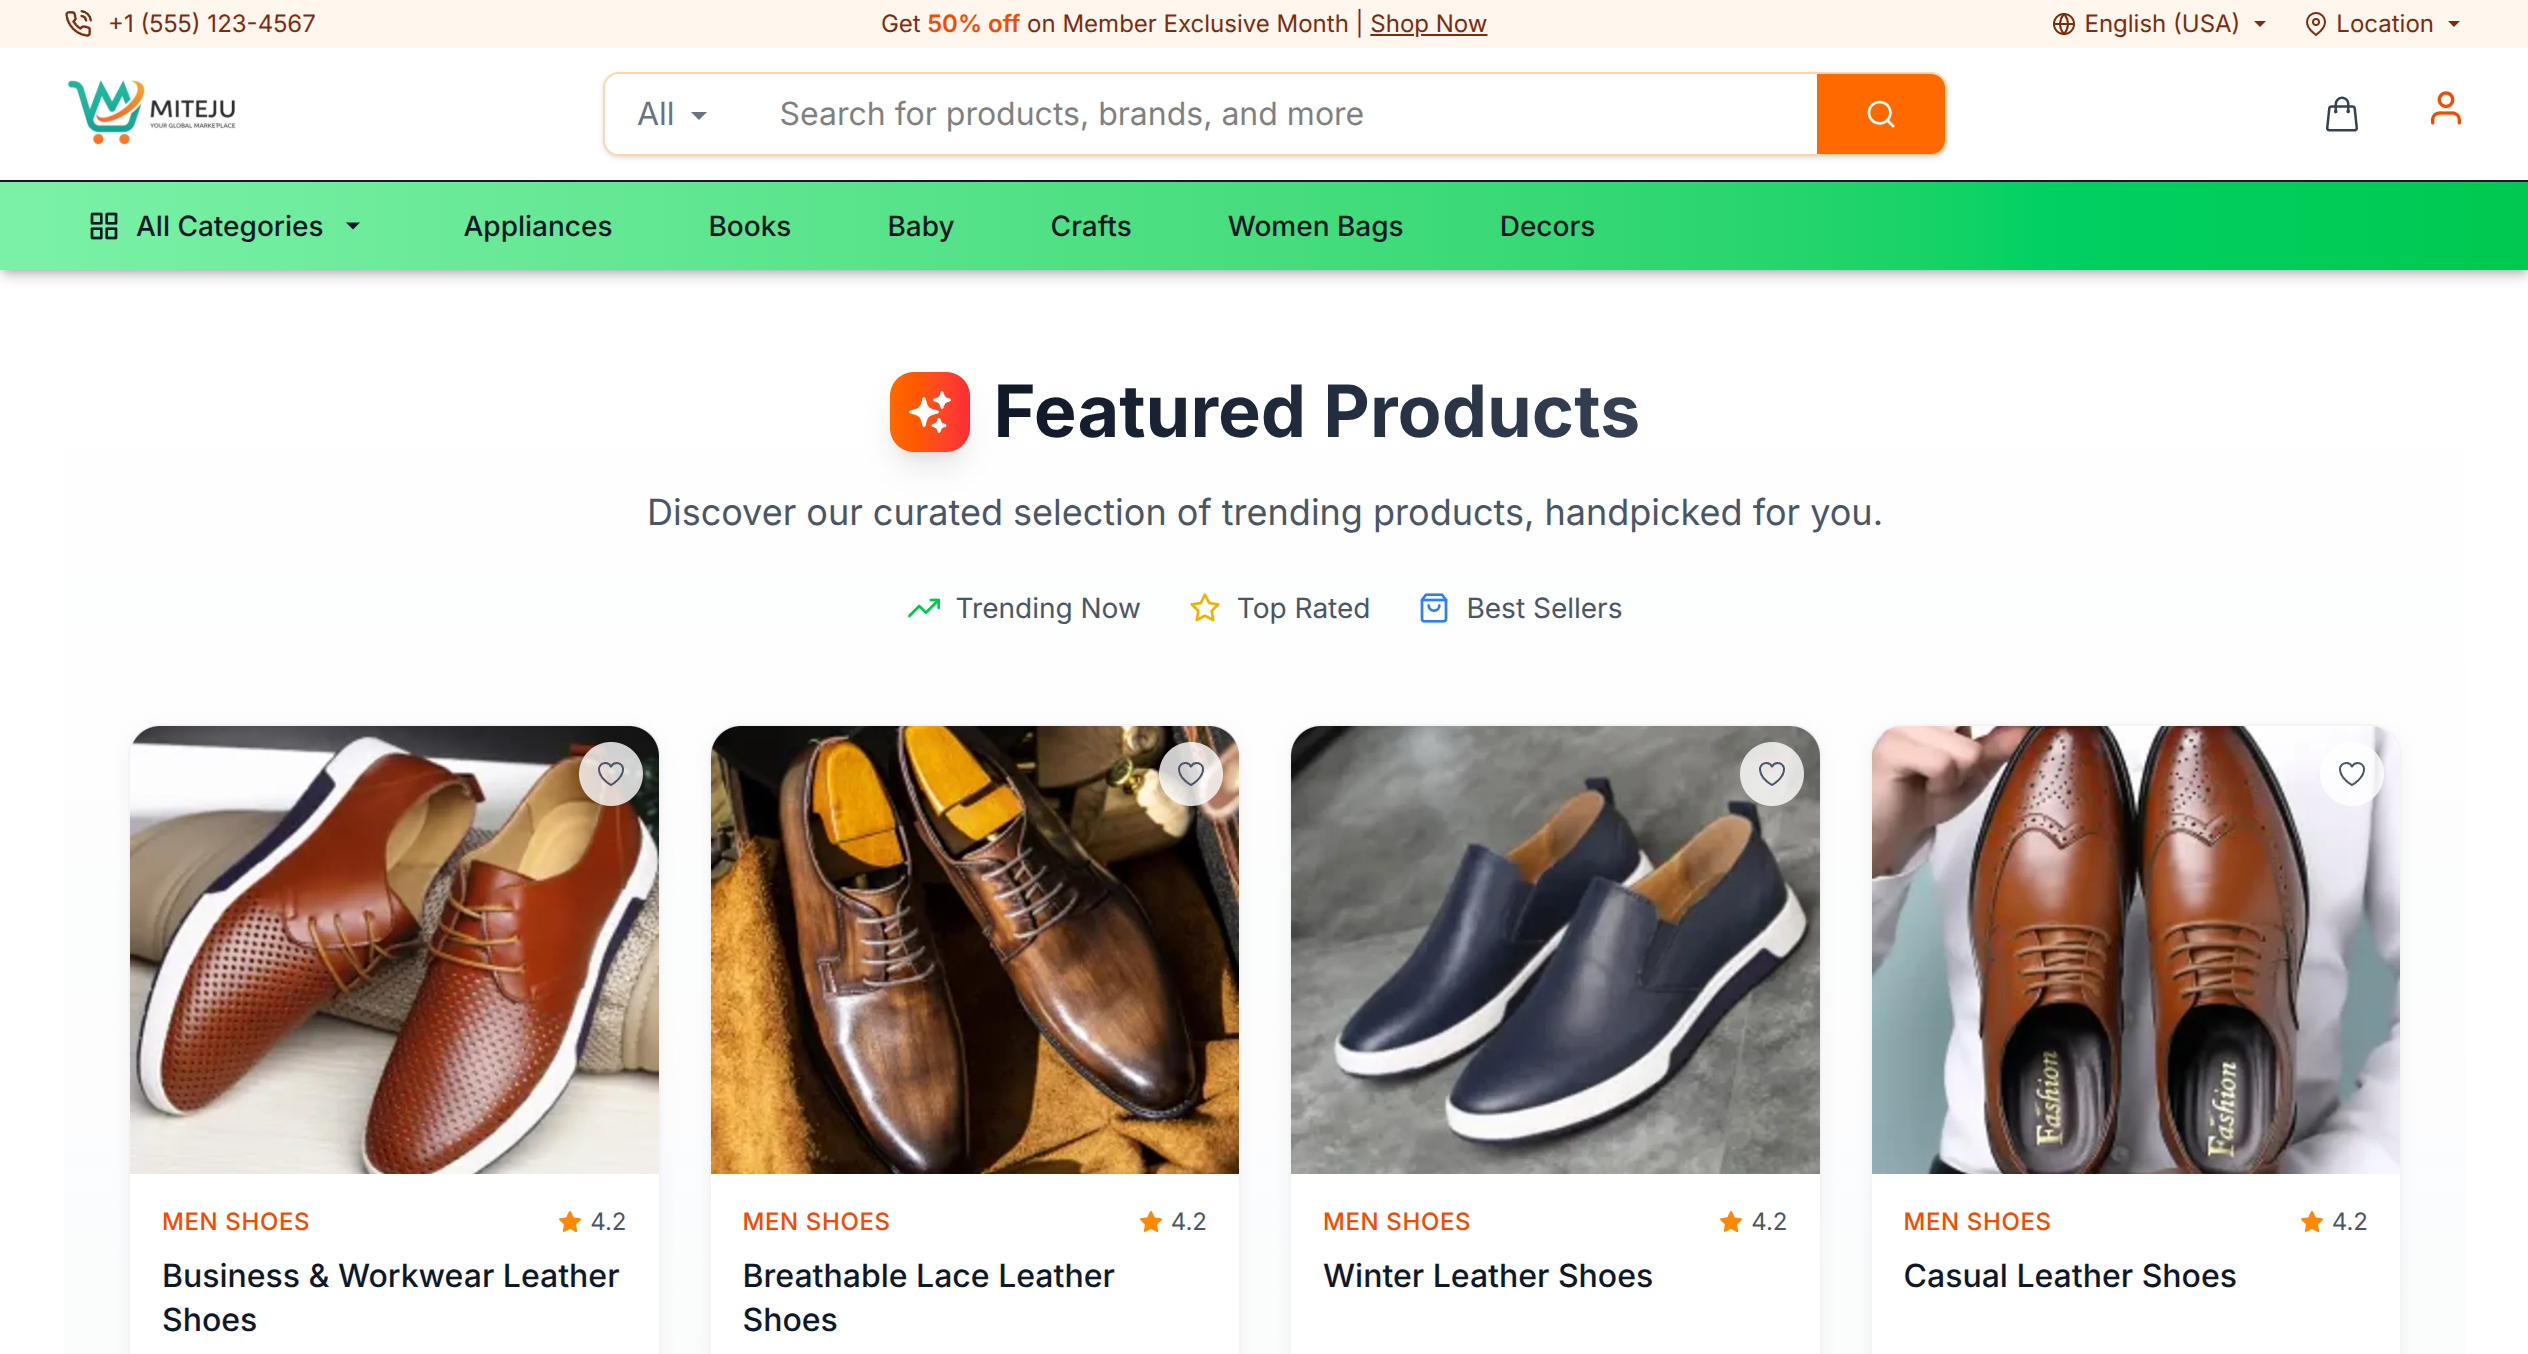 +1 (555) 123-4567
Get 50% off on Member Exclusive Month | Shop Now
English (USA)
Location
MITEJU
YOUR GLOBAL MARKETPLACE
All
Search for products, brands, and more
All Categories
Appliances
Books
Baby
Crafts
Women Bags
Decors
Featured Products
Discover our curated selection of trending products, handpicked for you.
Trending Now
Top Rated
Best Sellers
Fashion
Fashion
MEN SHOES
4.2
Business & Workwear Leather
Shoes
MEN SHOES
4.2
Breathable Lace Leather
Shoes
MEN SHOES
4.2
Winter Leather Shoes
MEN SHOES
4.2
Casual Leather Shoes